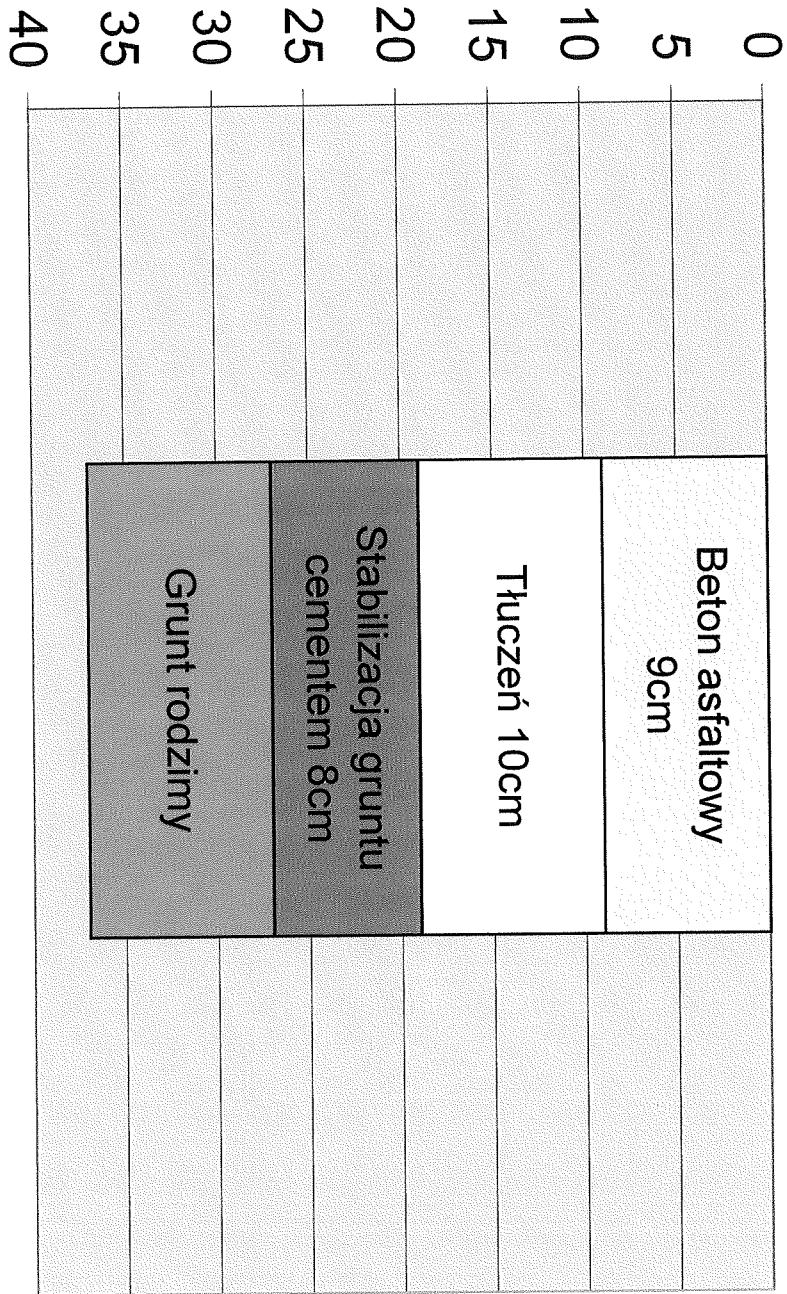 0
5
10
15
20
25
30
35
40
Beton asfaltowy
9cm
Tłuczeń 10cm
Stabilizacja gruntu
cementem 8cm
Grunt rodzimy